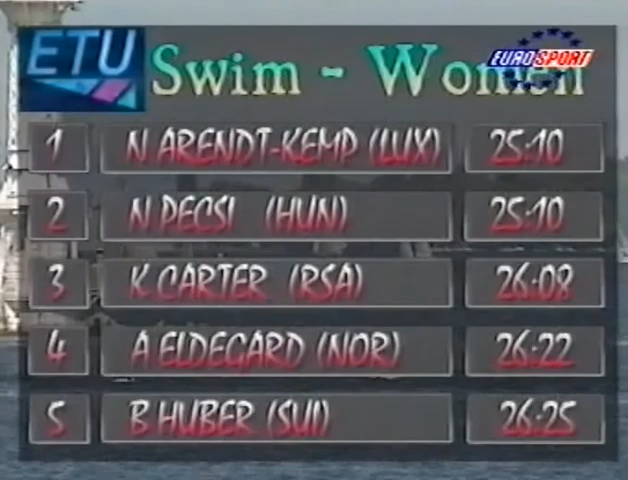 ETU
Swim - Women
EUROSPORT
1 N ARENDT-KEMP (LUX) 25:10
2 N PECSI (HUN) 25:10
3 K CARTER (RSA) 26:08
4 A ELDEGARD (NOR) 26:22
5 B HUBER (SUI) 26:25